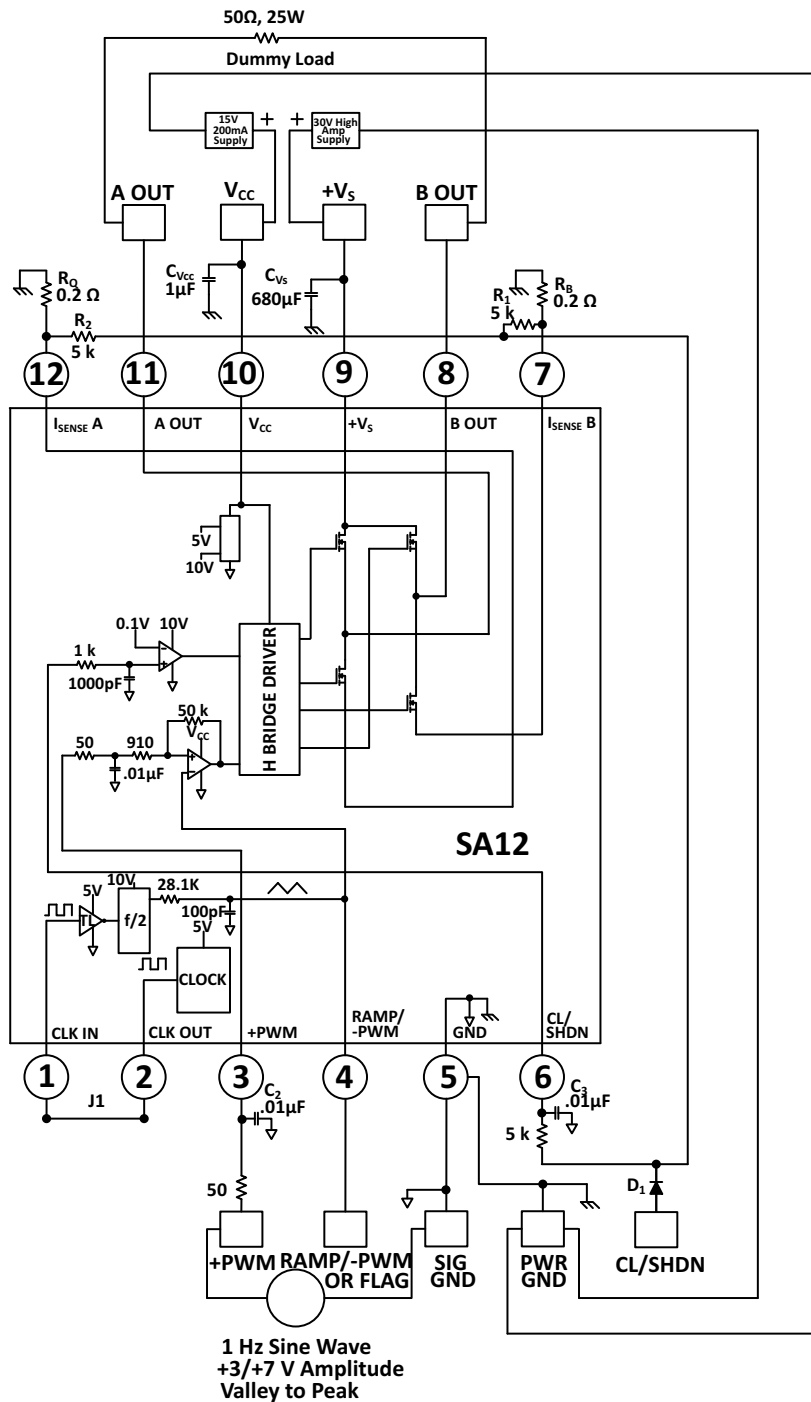 50Ω, 25W
Dummy Load
15V
200mA
Supply
+
+
30V High
Amp
Supply
A OUT
VCC
+VS
B OUT
CVcc
1µF
CVs
680µF
RQ
0.2 Ω
R2
5 k
R1
5 k
RB
0.2 Ω
12
11
10
9
8
7
ISENSE A
A OUT
VCC
+VS
B OUT
ISENSE B
5V
10V
0.1V
10V
1 k
1000pF
H BRIDGE DRIVER
50 k
VCC
50
910
.01µF
SA12
5V
TL
10V
f/2
28.1K
100pF
5V
CLOCK
CLK IN
CLK OUT
+PWM
RAMP/
-PWM
GND
CL/
SHDN
1
2
3
4
5
6
J1
C2
.01µF
C3
.01µF
5 k
50
D1
+PWM
RAMP/-PWM
OR FLAG
SIG
GND
PWR
GND
CL/SHDN
1 Hz Sine Wave
+3/+7 V Amplitude
Valley to Peak